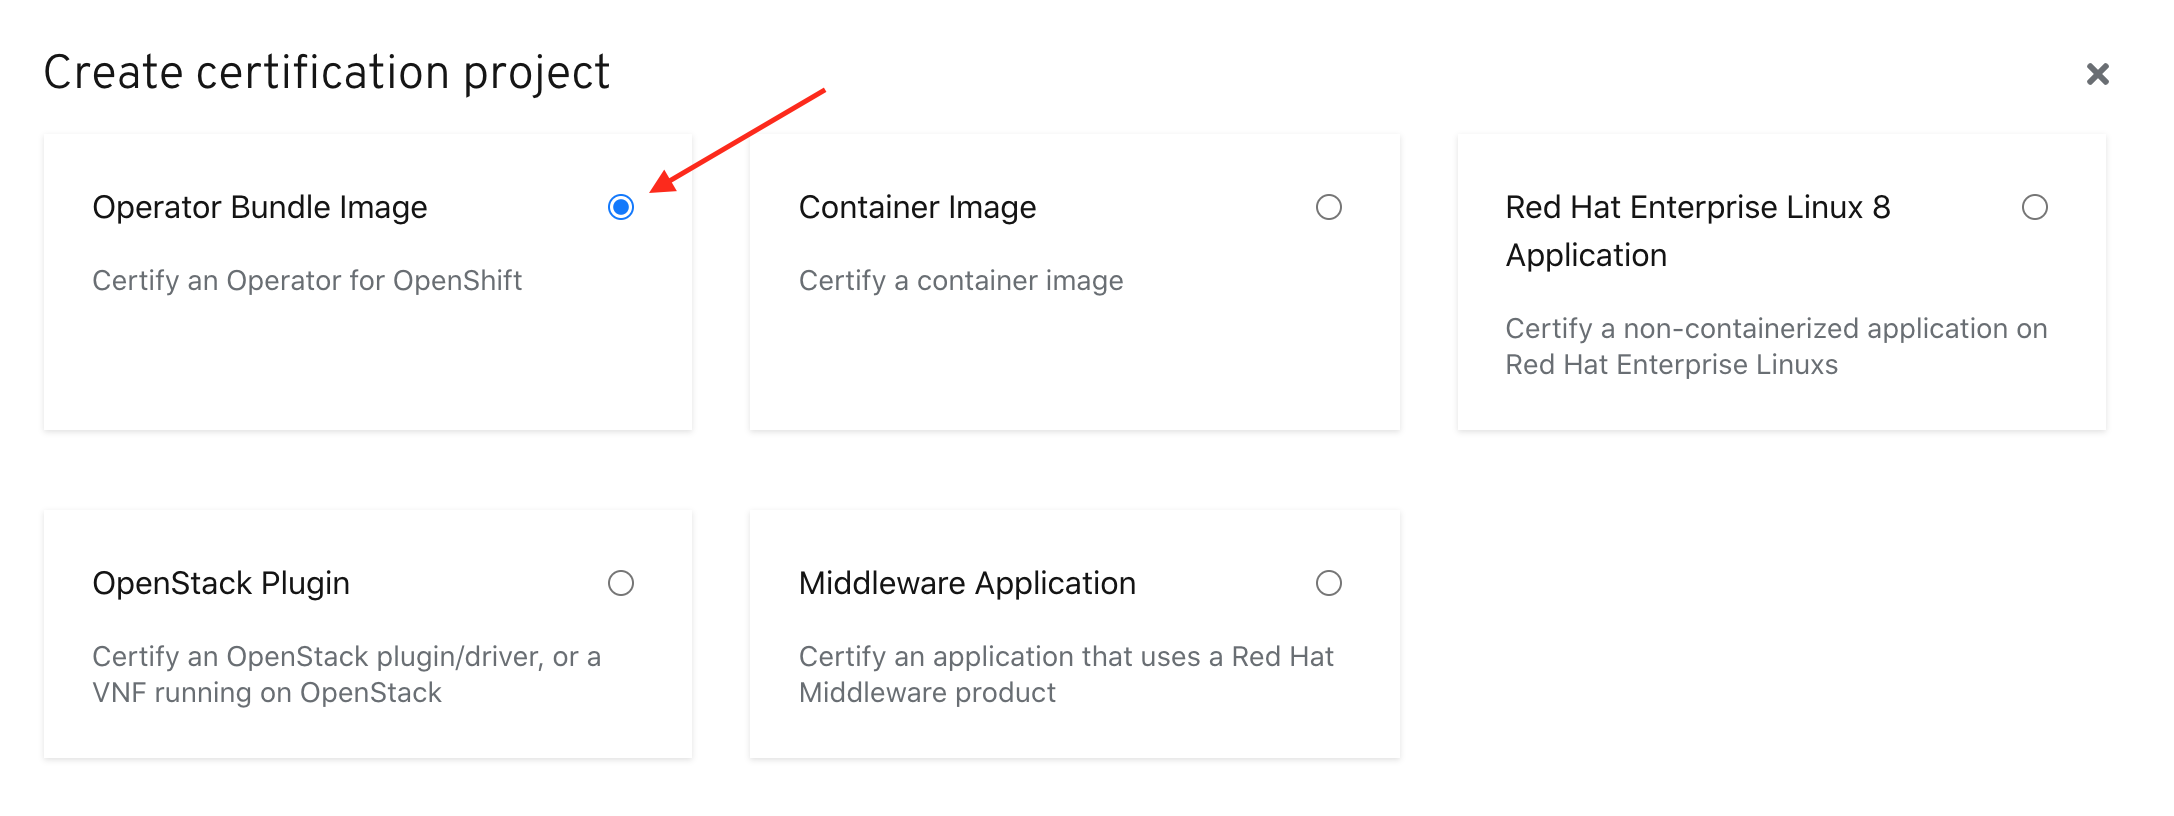 Create certification project
Operator Bundle Image
Certify an Operator for OpenShift
Container Image
Certify a container image
Red Hat Enterprise Linux 8
Application
Certify a non-containerized application on
Red Hat Enterprise Linuxs
OpenStack Plugin
Certify an OpenStack plugin/driver, or a
VNF running on OpenStack
Middleware Application
Certify an application that uses a Red Hat
Middleware product